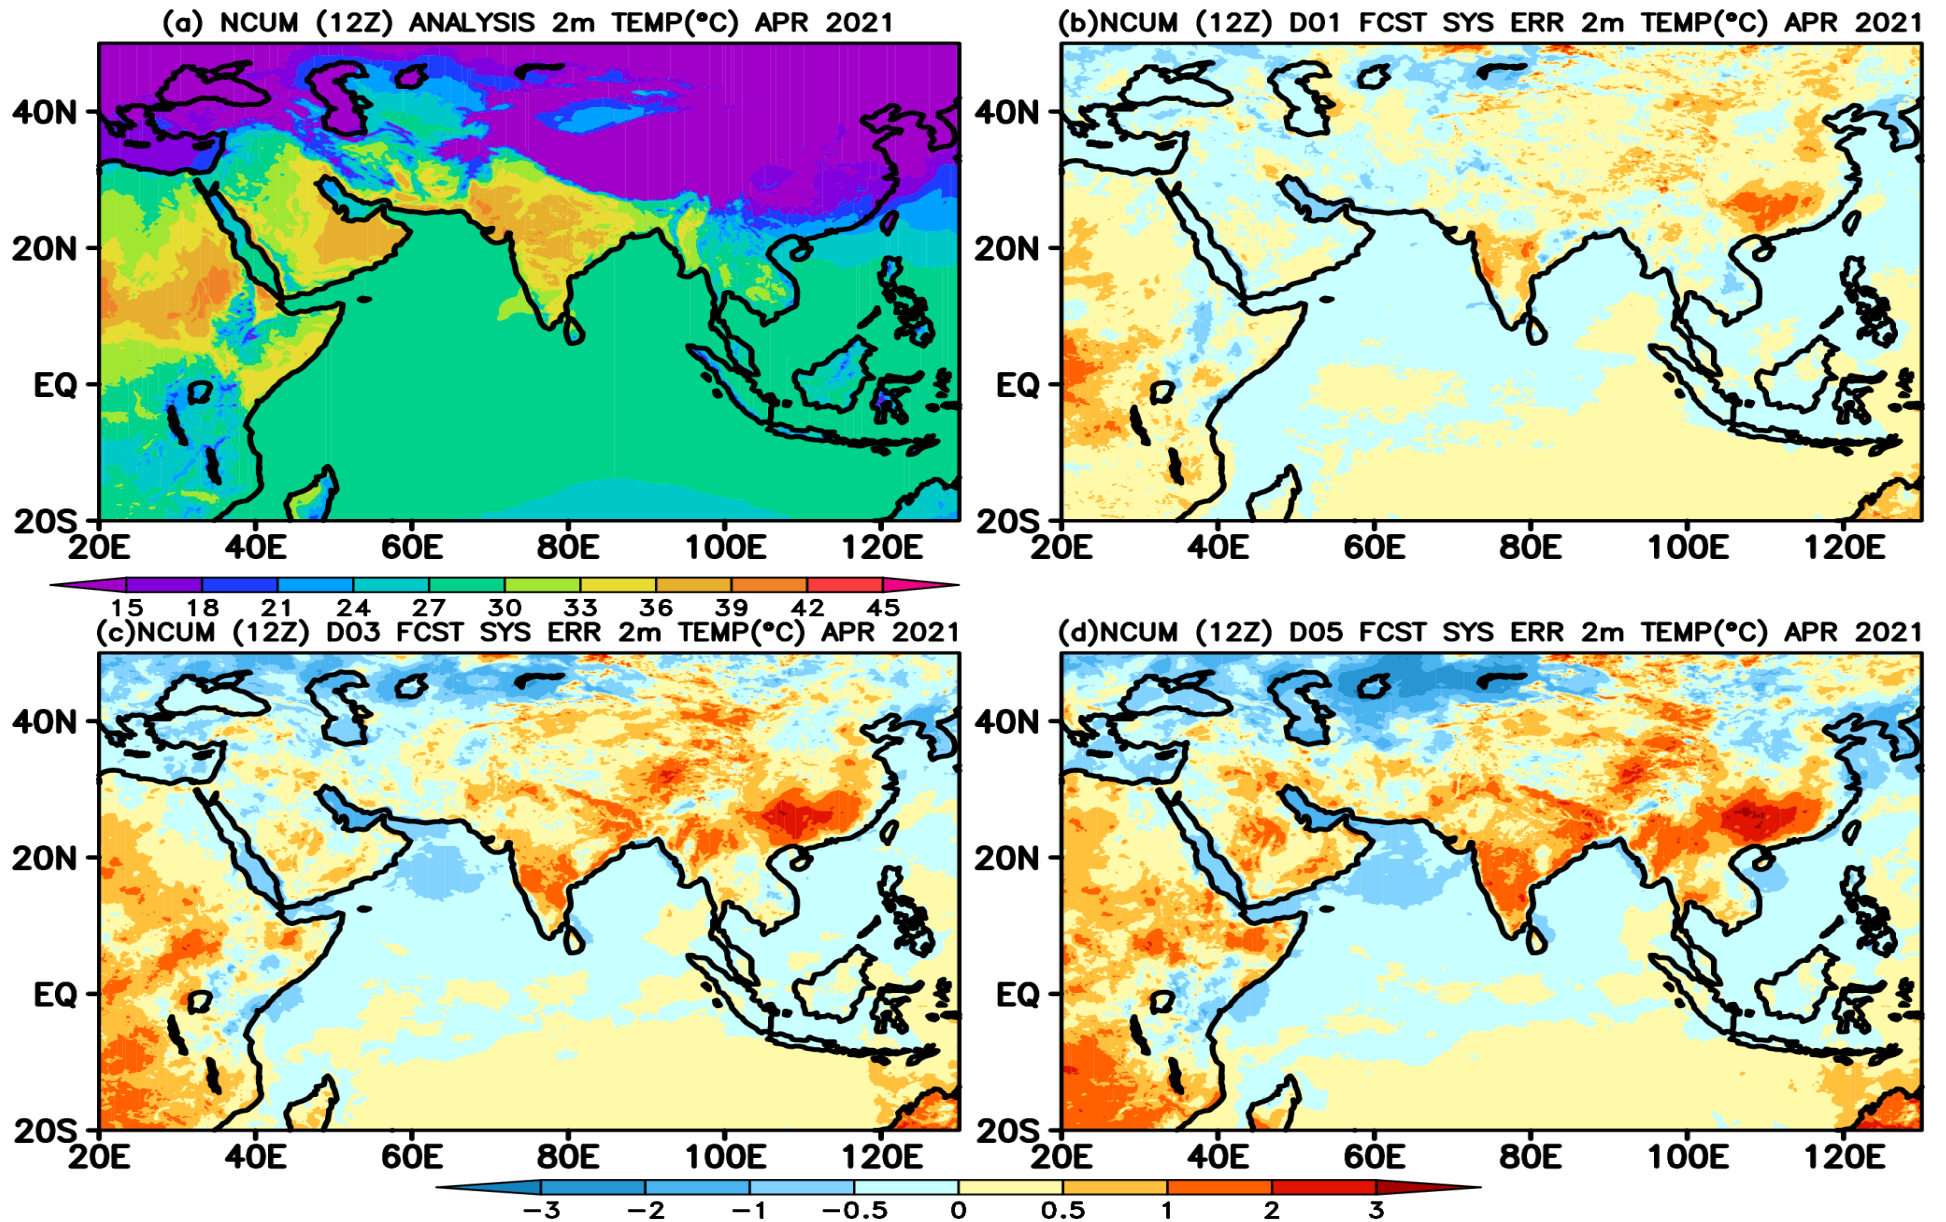 (a) NCUM (12Z) ANALYSIS 2m TEMP(°C) APR 2021
40N
20N
EQ
20S
20E 40E 60E 80E 100E 120E
15 18 21 24 27 30 33 36 39 42 45
(b)NCUM (12Z) D01 FCST SYS ERR 2m TEMP(°C) APR 2021
40N
20N
EQ
20S
20E 40E 60E 80E 100E 120E
(c)NCUM (12Z) D03 FCST SYS ERR 2m TEMP(°C) APR 2021
40N
20N
EQ
20S
20E 40E 60E 80E 100E 120E
(d)NCUM (12Z) D05 FCST SYS ERR 2m TEMP(°C) APR 2021
40N
20N
EQ
20S
20E 40E 60E 80E 100E 120E
−3 −2 −1 −0.5 0 0.5 1 2 3